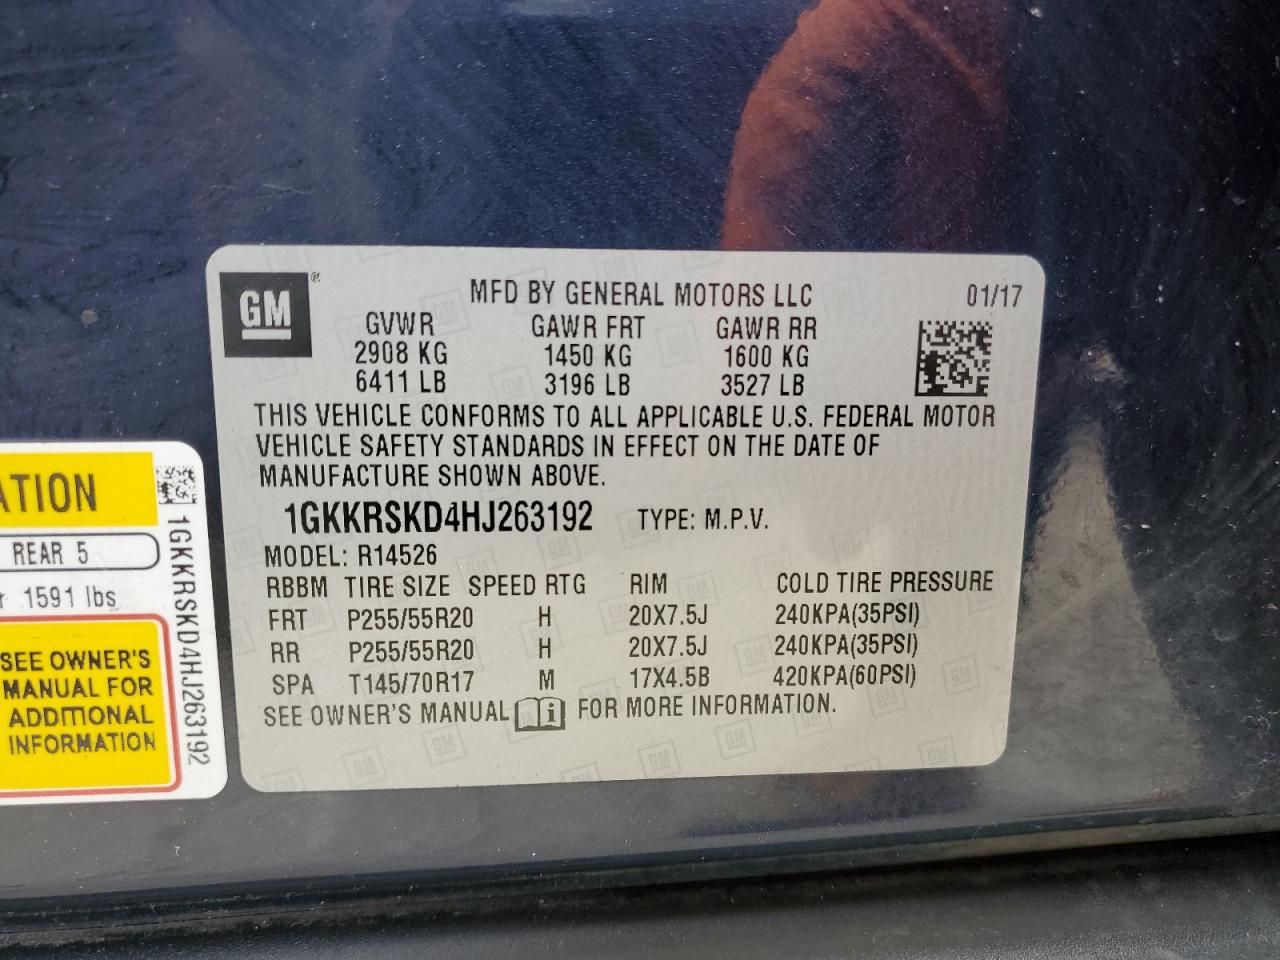 GM®
MFD BY GENERAL MOTORS LLC 01/17
GVWR GAWR FRT GAWR RR
2908 KG 1450 KG 1600 KG
6411 LB 3196 LB 3527 LB
THIS VEHICLE CONFORMS TO ALL APPLICABLE U.S. FEDERAL MOTOR
VEHICLE SAFETY STANDARDS IN EFFECT ON THE DATE OF
MANUFACTURE SHOWN ABOVE.
1GKKRSKD4HJ263192 TYPE: M.P.V.
MODEL: R14526
RBBM TIRE SIZE SPEED RTG RIM COLD TIRE PRESSURE
FRT P255/55R20 H 20X7.5J 240KPA(35PSI)
RR P255/55R20 H 20X7.5J 240KPA(35PSI)
SPA T145/70R17 M 17X4.5B 420KPA(60PSI)
SEE OWNER'S MANUAL i FOR MORE INFORMATION.
ATION
REAR 5
r 1591 lbs
SEE OWNER'S
MANUAL FOR
ADDITIONAL
INFORMATION
1GKKRSKD4HJ263192